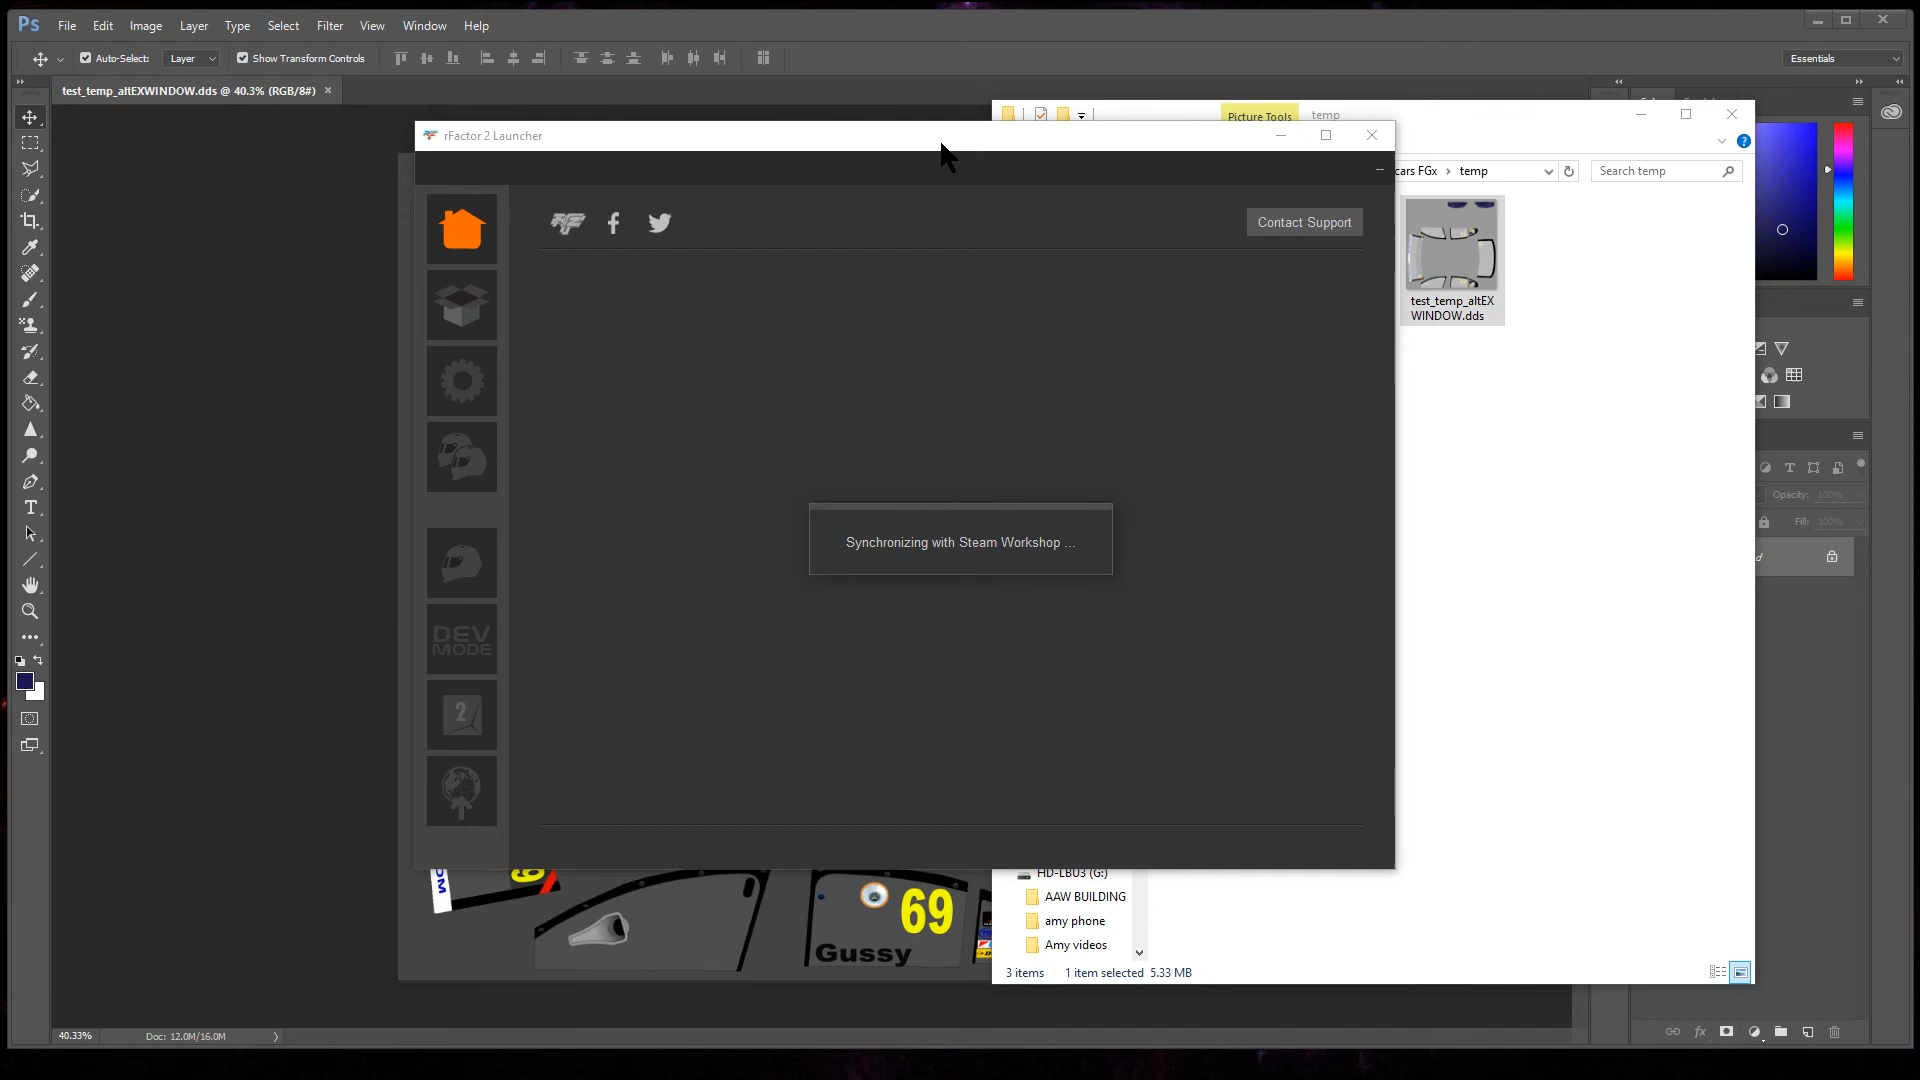 Ps File Edit Image Layer Type Select Filter View Window Help
Auto-Select: Layer Show Transform Controls Essentials
test_temp_altEXWINDOW.dds @ 40.3% (RGB/8#) ×
Picture Tools temp
rFactor 2 Launcher
--
cars FGx > temp
Search temp
Contact Support
test_temp_altEX
WINDOW.dds
Synchronizing with Steam Workshop ...
DEV
MODE
2
Opacity: 100%
Fill: 100%
HD-LBU3 (G:)
AAW BUILDING
amy phone
Amy videos
69
Gussy
3 items 1 item selected 5.33 MB
40.33% Doc: 12.0M/16.0M